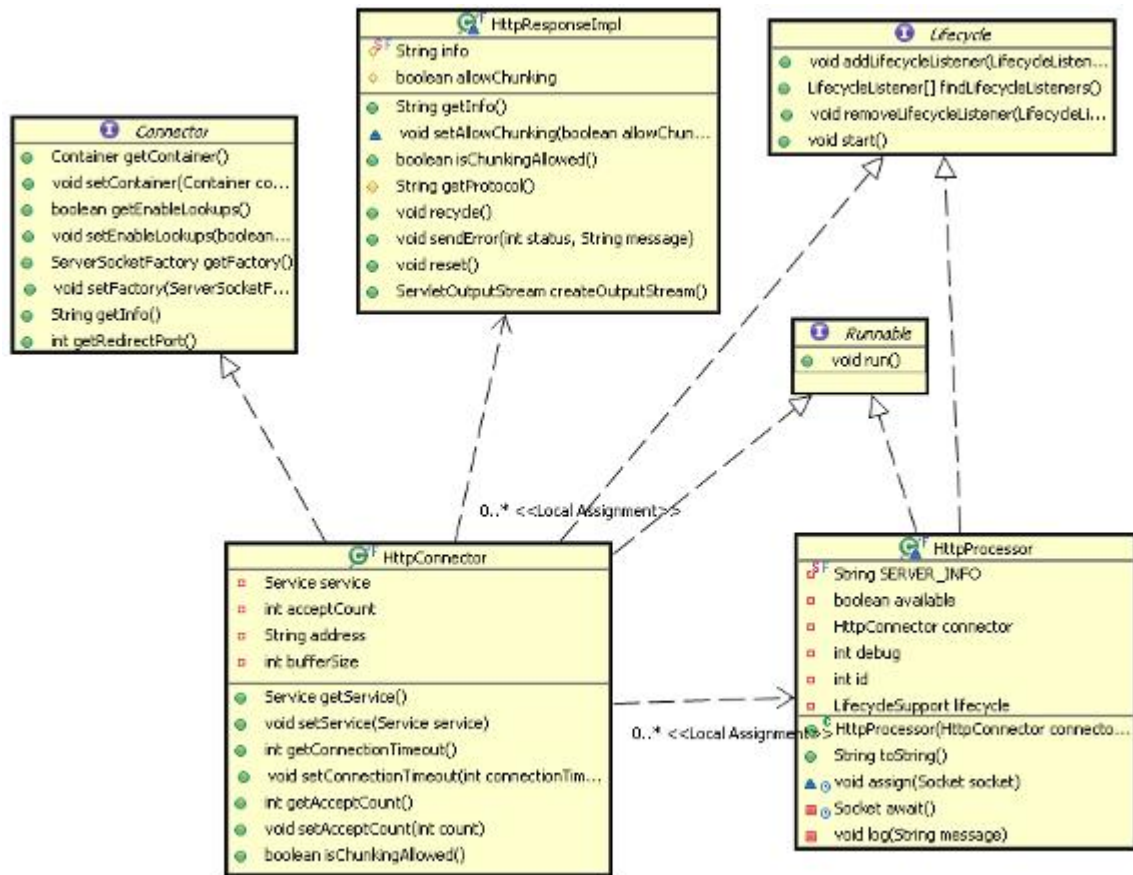 HttpResponseImpl
String info
boolean allowChunking
String getInfo()
void setAllowChunking(boolean allowChun...
boolean isChunkingAllowed()
String getProtocol()
void recycle()
void sendError(int status, String message)
void reset()
ServletOutputStream createOutputStream()
Lifecycle
void addLifecycleListener(LifecycleListen...
LifecycleListener[] findLifecycleListeners()
void removeLifecycleListener(LifecycleLi...
void start()
Connector
Container getContainer()
void setContainer(Container co...
boolean getEnableLookups()
void setEnableLookups(boolean...
ServerSocketFactory getFactory()
void setFactory(ServerSocketF...
String getInfo()
int getRedirectPort()
Runnable
void run()
0..* <<Local Assignment>>
HttpConnector
Service service
int acceptCount
String address
int bufferSize
Service getService()
void setService(Service service)
int getConnectionTimeout()
void setConnectionTimeout(int connectionTim...
int getAcceptCount()
void setAcceptCount(int count)
boolean isChunkingAllowed()
0..* <<Local Assignment>>
HttpProcessor
String SERVER_INFO
boolean available
HttpConnector connector
int debug
int id
LifecycleSupport lifecycle
HttpProcessor(HttpConnector connecto...
String toString()
void assign(Socket socket)
Socket await()
void log(String message)